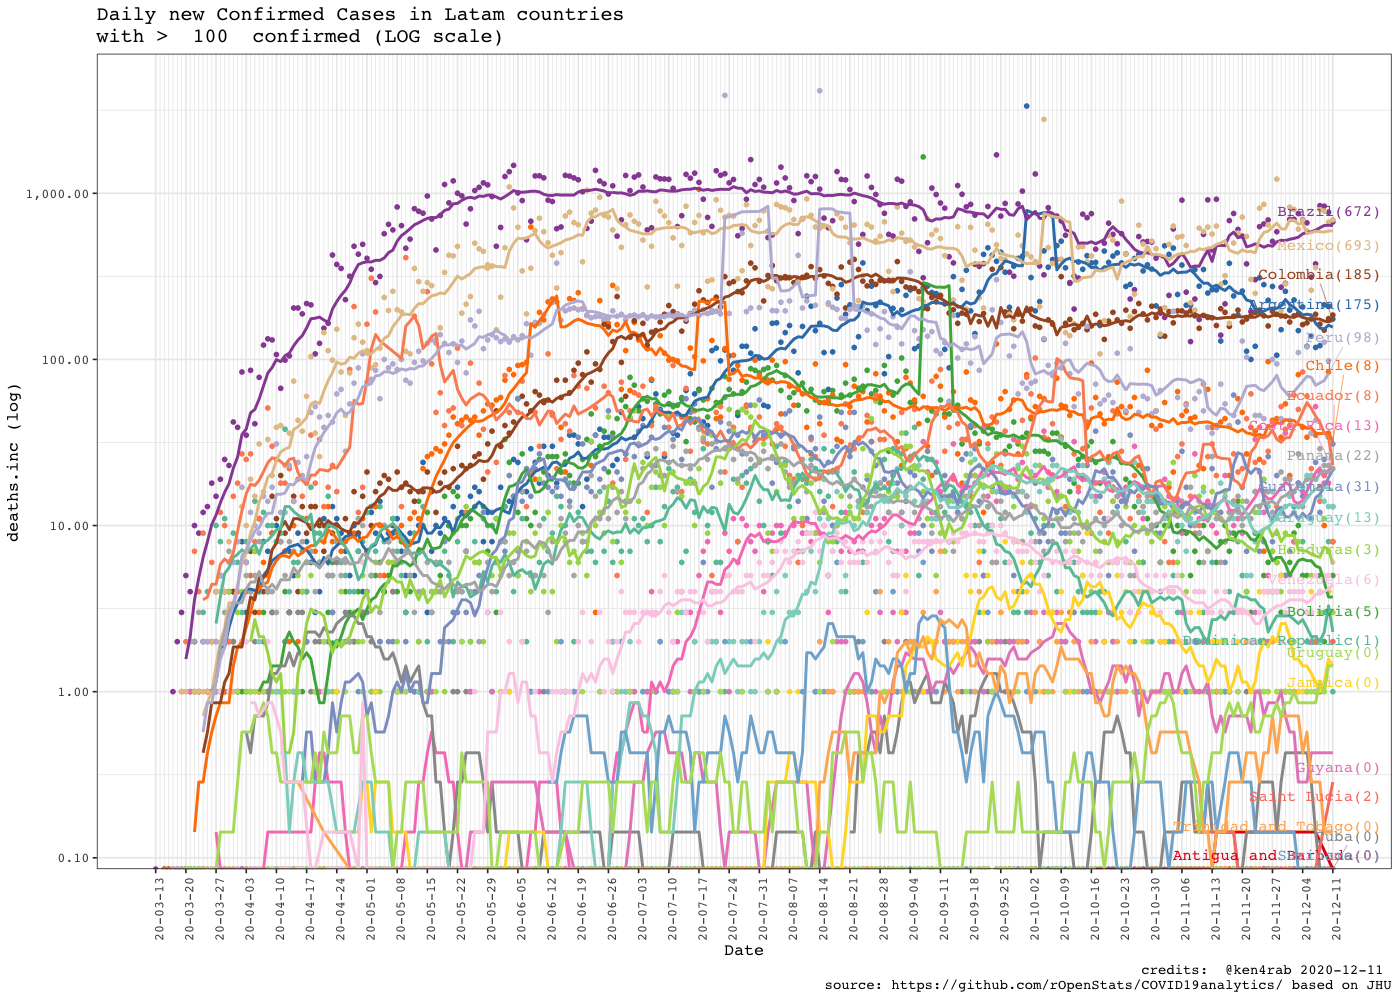 Daily new Confirmed Cases in Latam countries
with >  100  confirmed (LOG scale)
deaths.inc (log)
1,000.00
100.00
10.00
1.00
0.10
Brazil(672)
Mexico(693)
Colombia(185)
Argentina(175)
Peru(98)
Chile(8)
Ecuador(8)
Costa Rica(13)
Panama(22)
Guatemala(31)
Paraguay(13)
Honduras(3)
Venezuela(6)
Bolivia(5)
Dominican Republic(1)
Uruguay(0)
Jamaica(0)
Guyana(0)
Saint Lucia(2)
Trinidad and Tobago(0)
Cuba(0)
Antigua and Barbuda(0)
20-03-13
20-03-20
20-03-27
20-04-03
20-04-10
20-04-17
20-04-24
20-05-01
20-05-08
20-05-15
20-05-22
20-05-29
20-06-05
20-06-12
20-06-19
20-06-26
20-07-03
20-07-10
20-07-17
20-07-24
20-07-31
20-08-07
20-08-14
20-08-21
20-08-28
20-09-04
20-09-11
20-09-18
20-09-25
20-10-02
20-10-09
20-10-16
20-10-23
20-10-30
20-11-06
20-11-13
20-11-20
20-11-27
20-12-04
20-12-11
Date
credits:  @ken4rab 2020-12-11
source: https://github.com/rOpenStats/COVID19analytics/ based on JHU